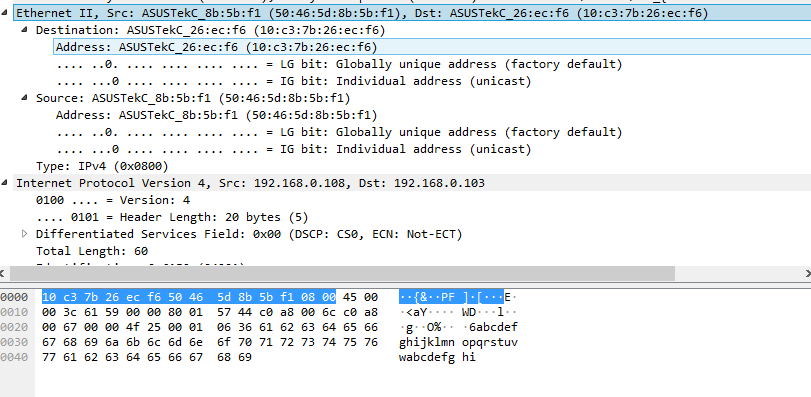 Ethernet II, Src: ASUSTekC_8b:5b:f1 (50:46:5d:8b:5b:f1), Dst: ASUSTekC_26:ec:f6 (10:c3:7b:26:ec:f6)
Destination: ASUSTekC_26:ec:f6 (10:c3:7b:26:ec:f6)
Address: ASUSTekC_26:ec:f6 (10:c3:7b:26:ec:f6)
.... ..0. .... .... .... .... = LG bit: Globally unique address (factory default)
.... ...0 .... .... .... .... = IG bit: Individual address (unicast)
Source: ASUSTekC_8b:5b:f1 (50:46:5d:8b:5b:f1)
Address: ASUSTekC_8b:5b:f1 (50:46:5d:8b:5b:f1)
.... ..0. .... .... .... .... = LG bit: Globally unique address (factory default)
.... ...0 .... .... .... .... = IG bit: Individual address (unicast)
Type: IPv4 (0x0800)
Internet Protocol Version 4, Src: 192.168.0.108, Dst: 192.168.0.103
0100 .... = Version: 4
.... 0101 = Header Length: 20 bytes (5)
Differentiated Services Field: 0x00 (DSCP: CS0, ECN: Not-ECT)
Total Length: 60
0000 10 c3 7b 26 ec f6 50 46 5d 8b 5b f1 08 00 45 00 ··{&··PF ]·[···E·
0010 00 3c 61 59 00 00 80 01 57 44 c0 a8 00 6c c0 a8 ·<aY···· WD···l··
0020 00 67 00 00 4f 25 00 01 06 36 61 62 63 64 65 66 ·g··O%·· ·6abcdef
0030 67 68 69 6a 6b 6c 6d 6e 6f 70 71 72 73 74 75 76 ghijklmn opqrstuv
0040 77 61 62 63 64 65 66 67 68 69 wabcdefg hi